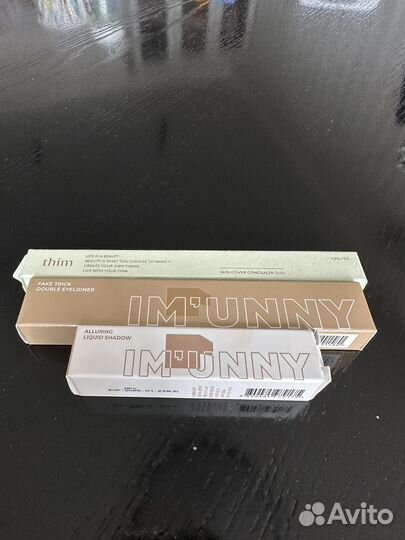 thim
LIFE IS A BEAUTY
BEAUTY IS WHAT YOU CHOOSE TO MAKE IT
CREATE YOUR OWN THEME
LIVE WITH YOUR THIM
SKIN COVER CONCEALER DUO
FAKE TRICK
DOUBLE EYELIDNER
IM'UNNY
ALLURING
LIQUID SHADOW
IM'UNNY
Avito